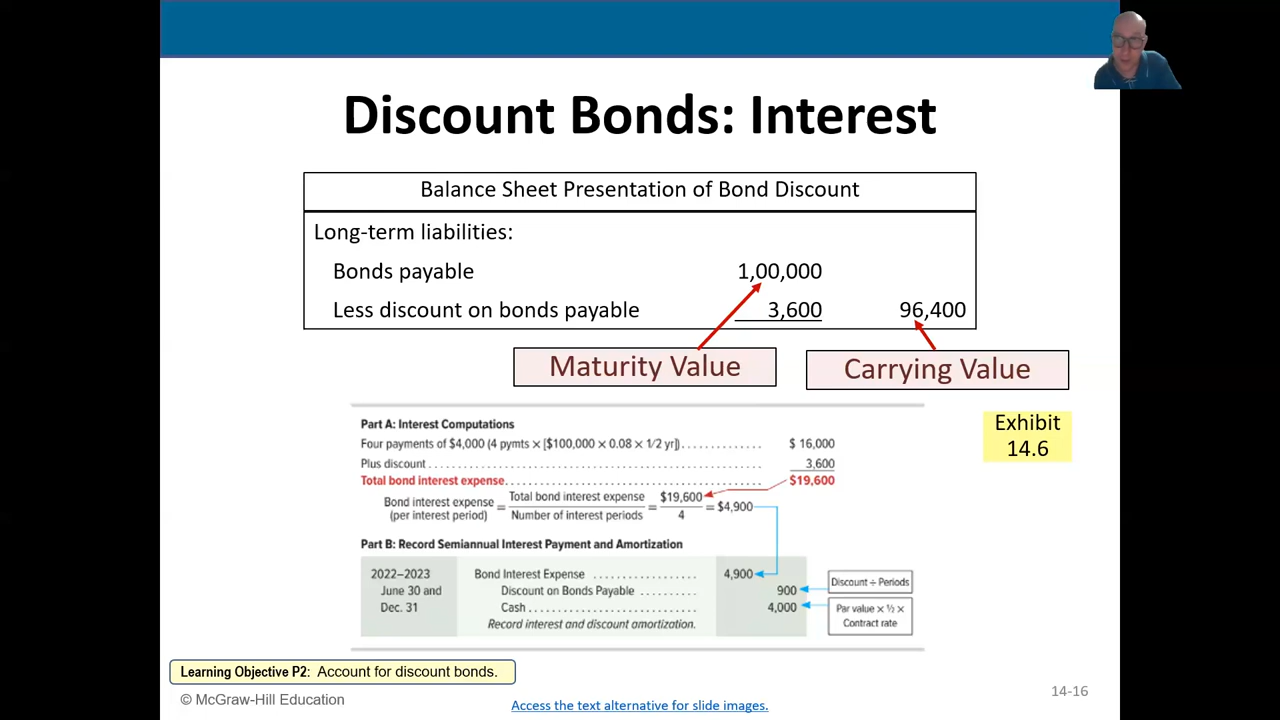 Discount Bonds: Interest
Balance Sheet Presentation of Bond Discount
Long-term liabilities:
Bonds payable 1,00,000
Less discount on bonds payable 3,600 96,400
Maturity Value
Carrying Value
Exhibit
14.6
Part A: Interest Computations
Four payments of $4,000 (4 pymts × [$100,000 × 0.08 × 1/2 yr]) . . . . . . . . . . . . . . $ 16,000
Plus discount . . . . . . . . . . . . . . . . . . . . . . . . . . . . . . . . . . . . . . 3,600
Total bond interest expense . . . . . . . . . . . . . . . . . . . . . . . . . . . . . . $19,600
Bond interest expense (per interest period) = Total bond interest expense / Number of interest periods = $19,600 / 4 = $4,900
Part B: Record Semiannual Interest Payment and Amortization
2022–2023 Bond Interest Expense . . . . . . . . . . . . . . . . . . 4,900
June 30 and Discount on Bonds Payable . . . . . . . . . . 900 Discount ÷ Periods
Dec. 31 Cash . . . . . . . . . . . . . . . . . . . . . . . . . . . . 4,000 Par value × ½ ×
Contract rate
Record interest and discount amortization.
Learning Objective P2: Account for discount bonds.
© McGraw-Hill Education
Access the text alternative for slide images.
14-16